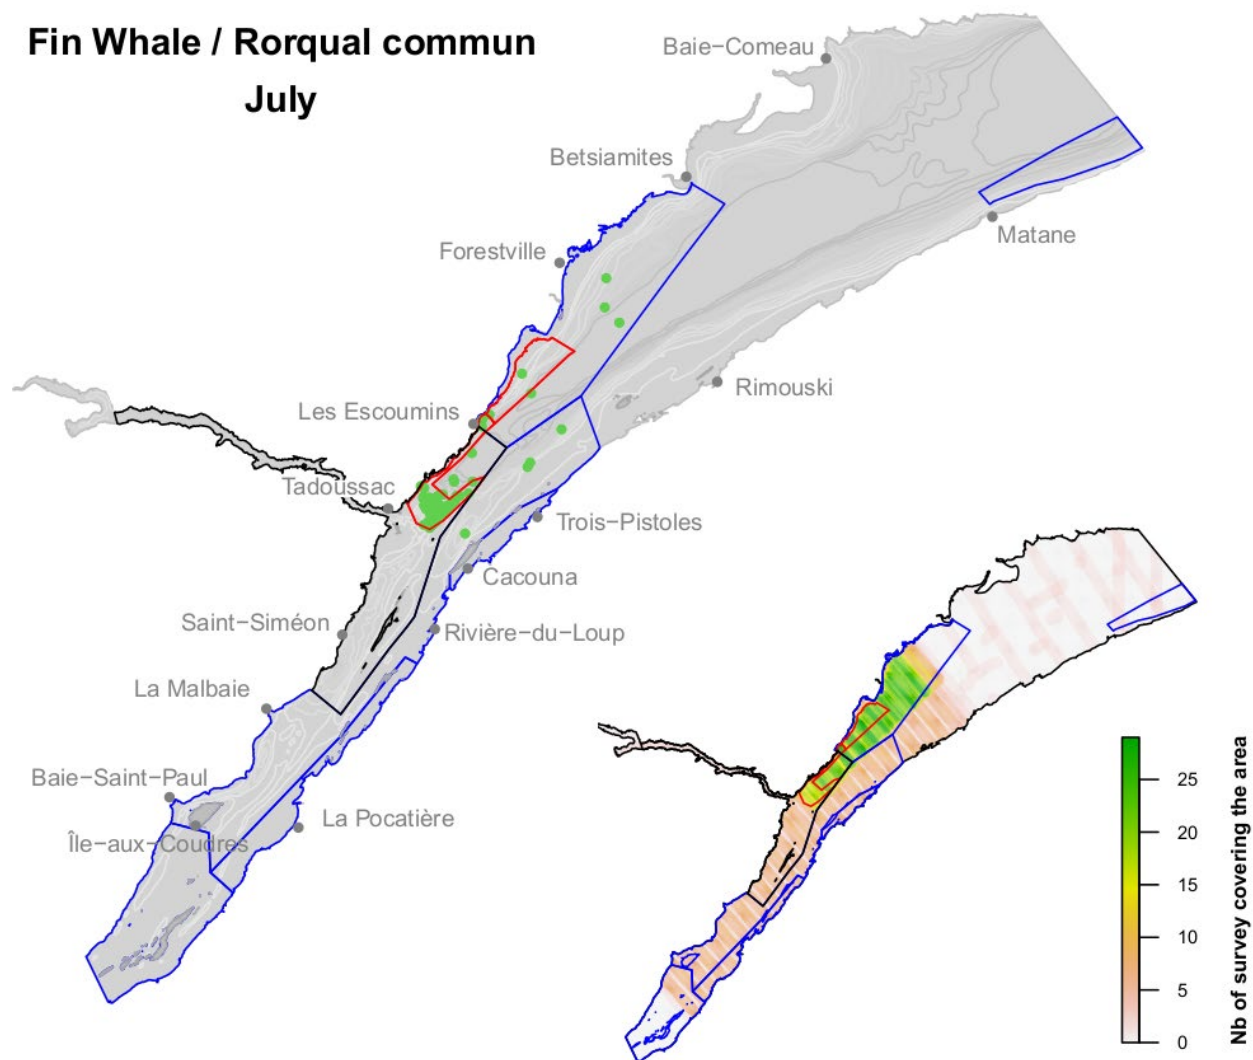 Fin Whale / Rorqual commun
July
Baie−Comeau
Betsiamites
Forestville
Matane
Rimouski
Les Escoumins
Tadoussac
Trois−Pistoles
Cacouna
Saint−Siméon
Rivière−du−Loup
La Malbaie
Baie−Saint−Paul
La Pocatière
Île−aux−Coudres
25
20
15
10
5
0
Nb of survey covering the area